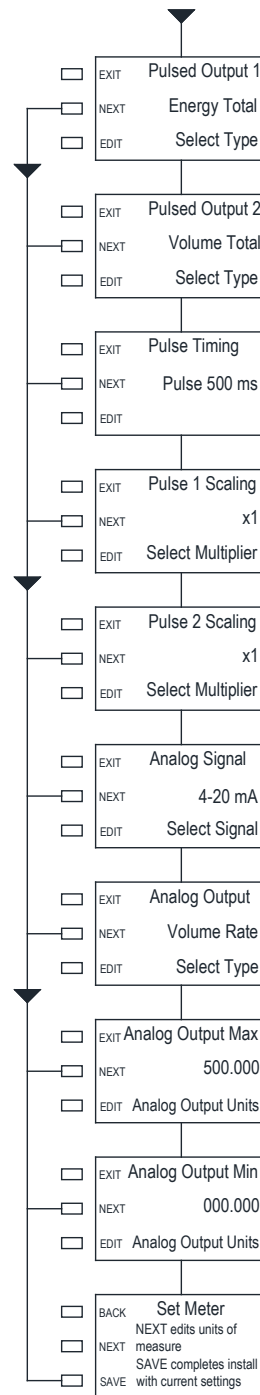 EXIT Pulsed Output 1
NEXT Energy Total
EDIT Select Type
EXIT Pulsed Output 2
NEXT Volume Total
EDIT Select Type
EXIT Pulse Timing
NEXT Pulse 500 ms
EDIT
EXIT Pulse 1 Scaling
NEXT x1
EDIT Select Multiplier
EXIT Pulse 2 Scaling
NEXT x1
EDIT Select Multiplier
EXIT Analog Signal
NEXT 4-20 mA
EDIT Select Signal
EXIT Analog Output
NEXT Volume Rate
EDIT Select Type
EXIT Analog Output Max
NEXT 500.000
EDIT Analog Output Units
EXIT Analog Output Min
NEXT 000.000
EDIT Analog Output Units
BACK Set Meter
NEXT edits units of
NEXT measure
SAVE completes install
SAVE with current settings